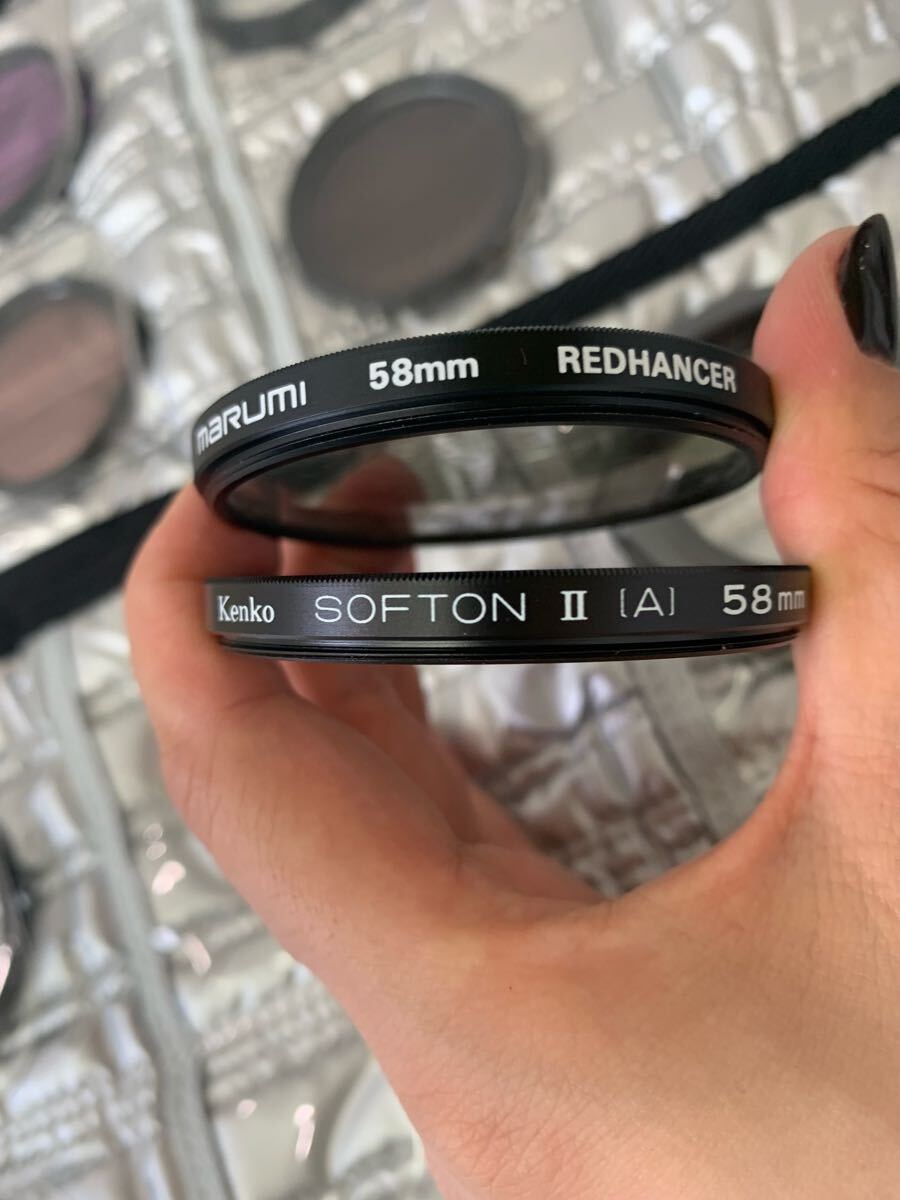 marumi 58mm REDHANCER
Kenko SOFTON II [A] 58mm